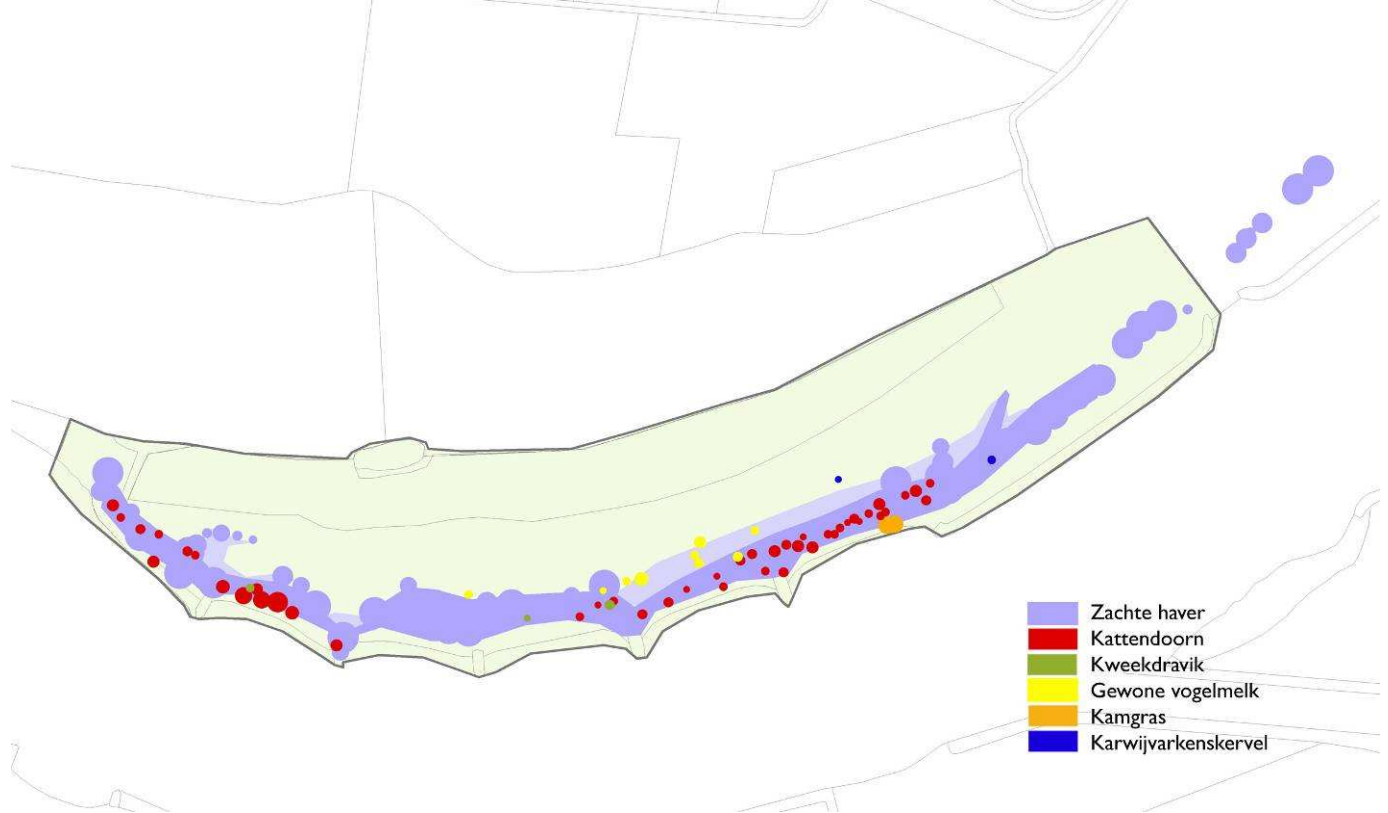 Zachte haver
Kattendoorn
Kweekdravik
Gewone vogelmelk
Kamgras
Karwijvarkenskervel